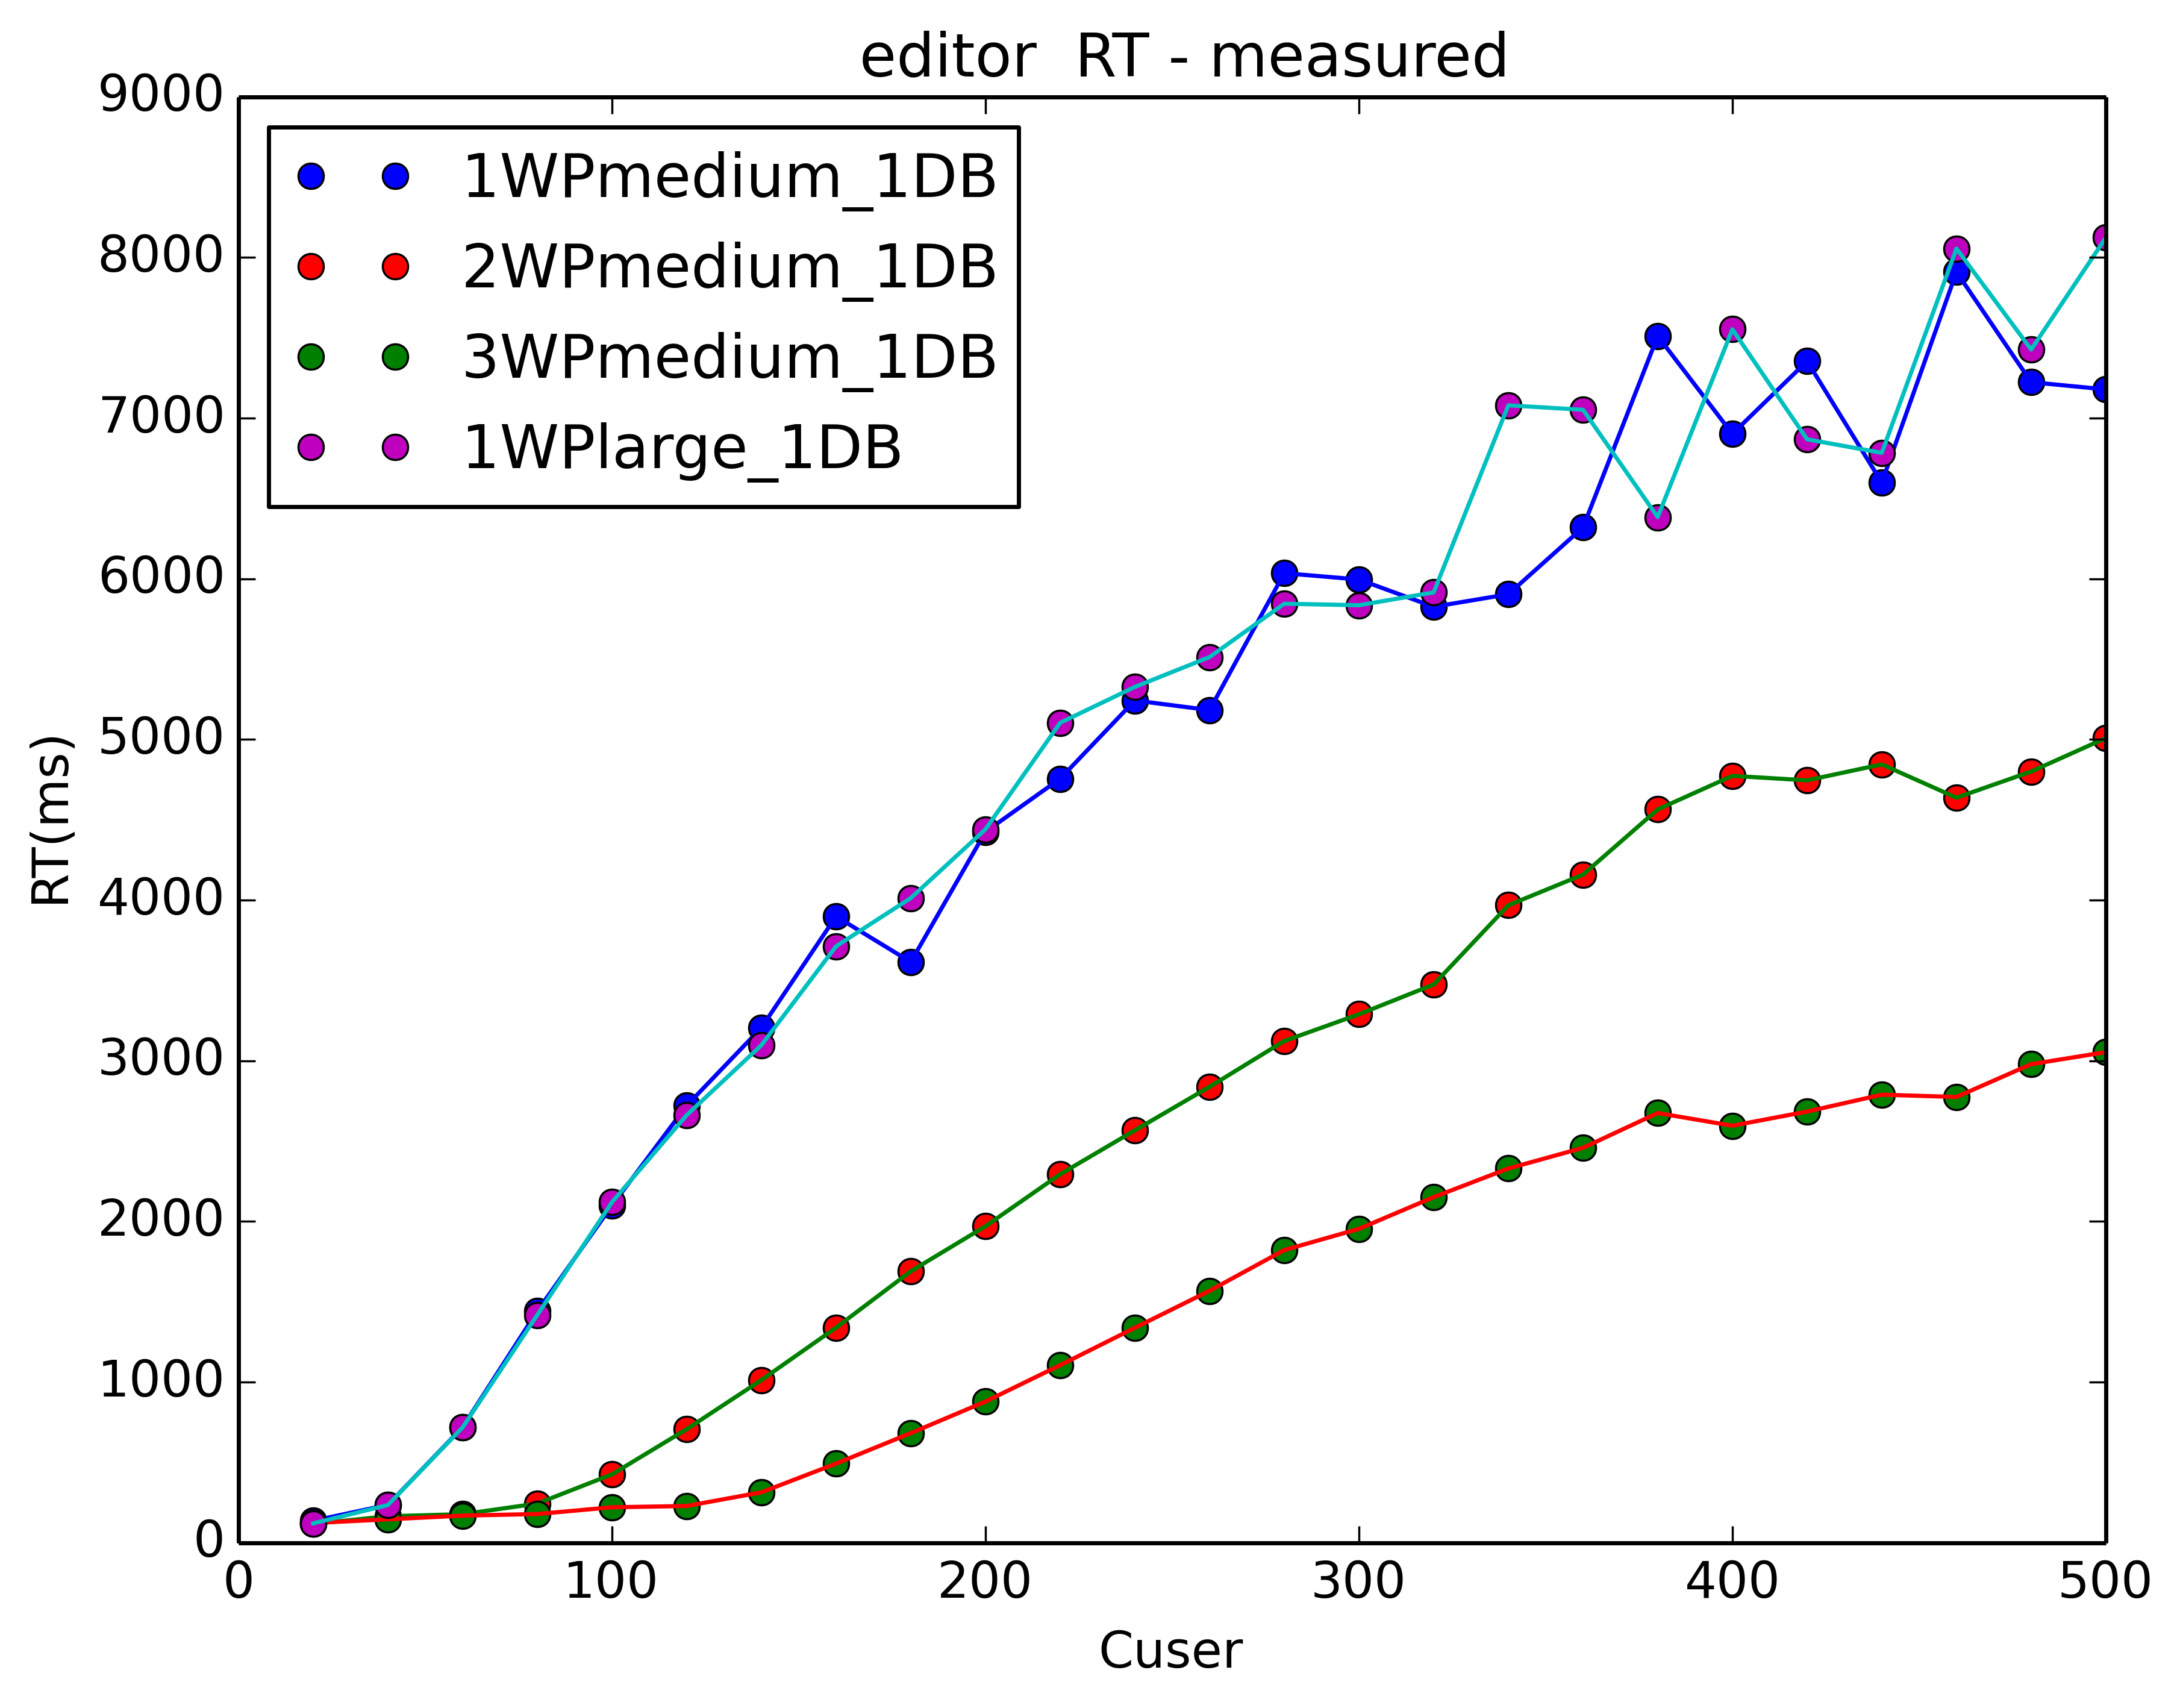 editor  RT - measured
9000
8000
7000
6000
5000
4000
3000
2000
1000
0
RT(ms)
1WPmedium_1DB
2WPmedium_1DB
3WPmedium_1DB
1WPlarge_1DB
0 100 200 300 400 500
Cuser